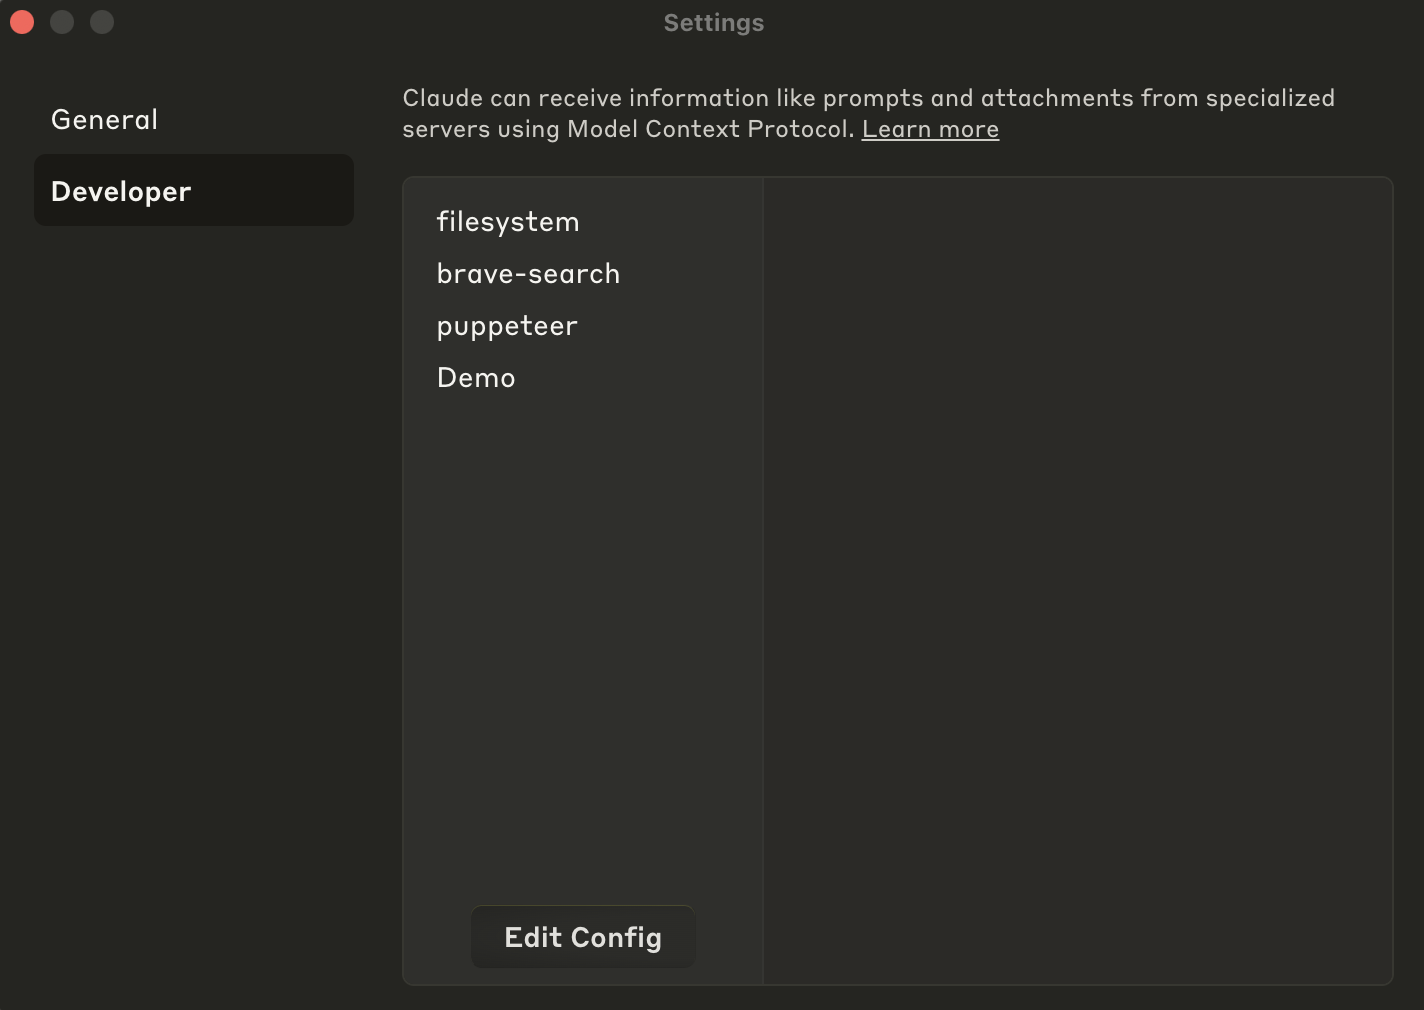 Settings
General
Developer
Claude can receive information like prompts and attachments from specialized
servers using Model Context Protocol. Learn more
filesystem
brave-search
puppeteer
Demo
Edit Config